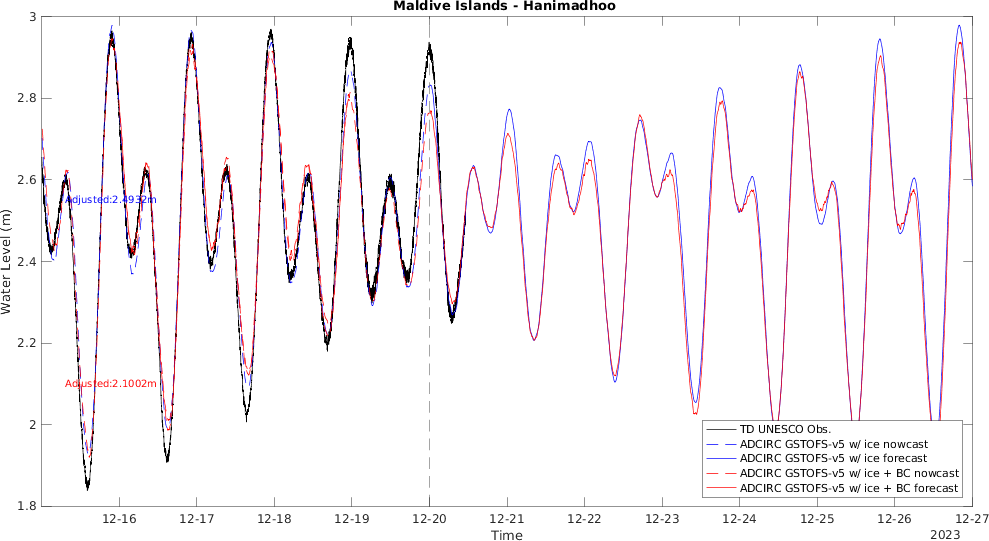 Maldive Islands - Hanimadhoo
3
2.8
2.6
2.4
2.2
2
1.8
Water Level (m)
Adjusted:2.4932m
Adjusted:2.1002m
TD UNESCO Obs.
ADCIRC GSTOFS-v5 w/ ice nowcast
ADCIRC GSTOFS-v5 w/ ice forecast
ADCIRC GSTOFS-v5 w/ ice + BC nowcast
ADCIRC GSTOFS-v5 w/ ice + BC forecast
12-16 12-17 12-18 12-19 12-20 12-21 12-22 12-23 12-24 12-25 12-26 12-27
Time
2023